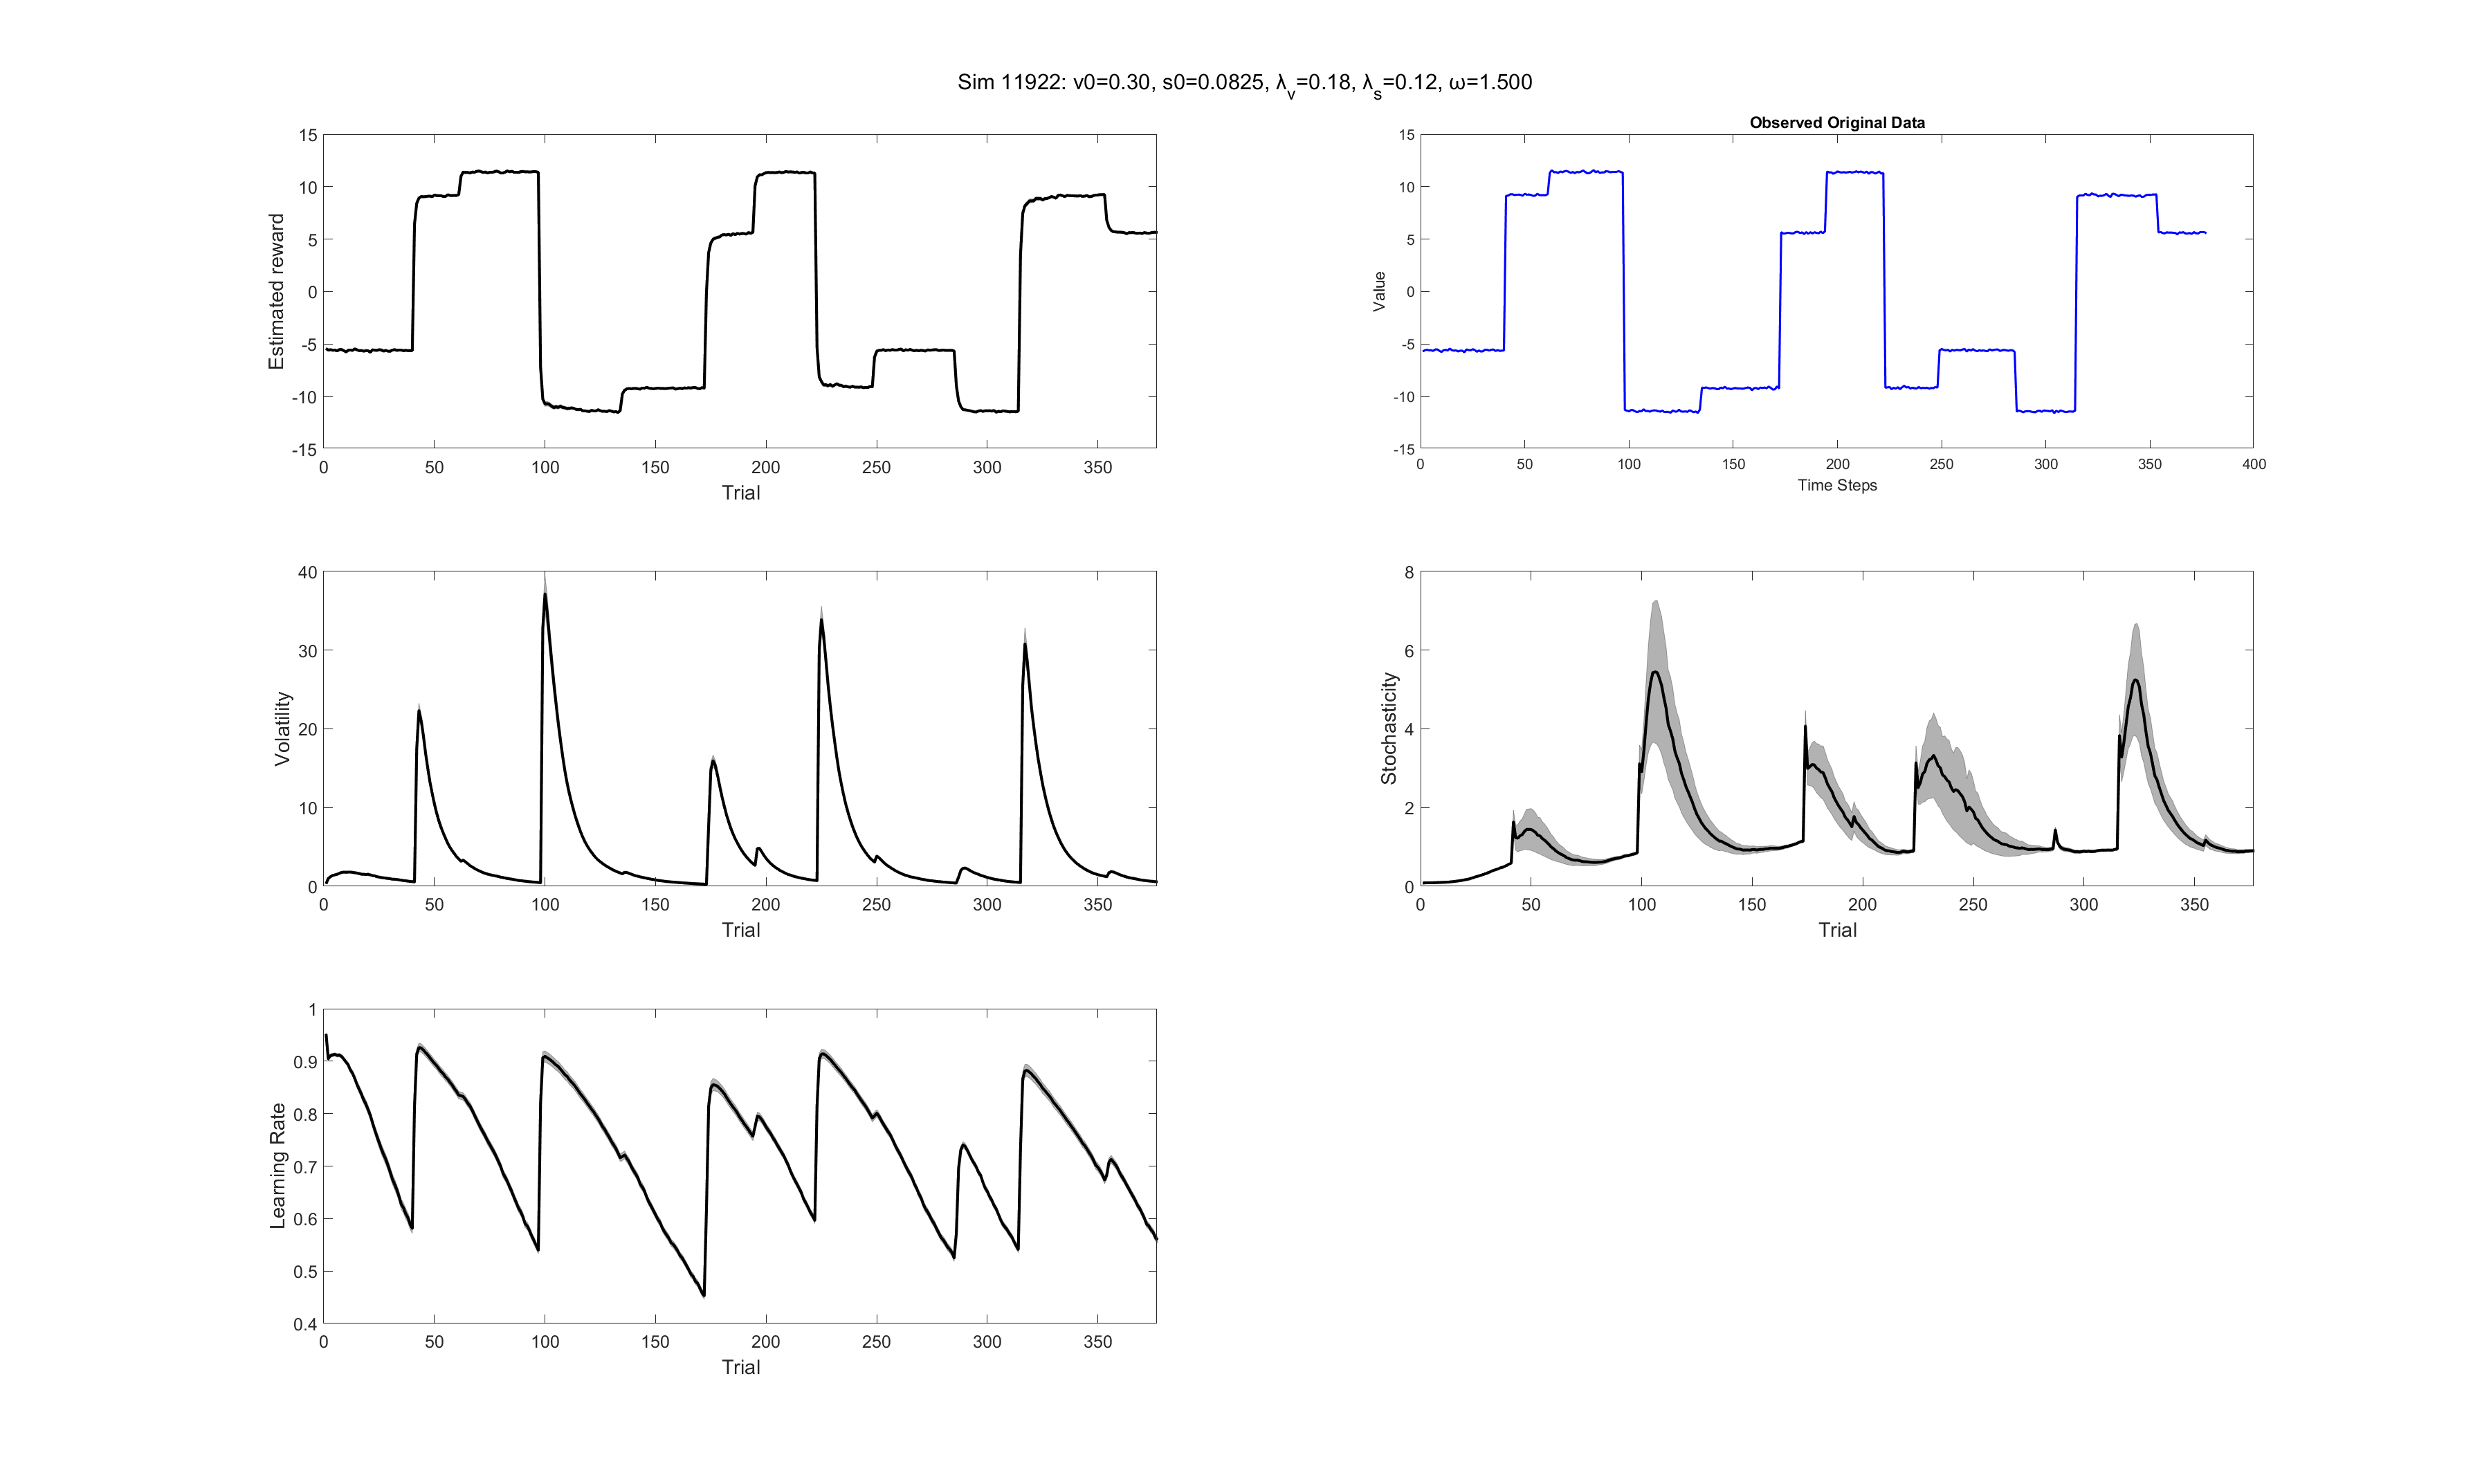 Sim 11922: v0=0.30, s0=0.0825, λv=0.18, λs=0.12, ω=1.500
15
10
5
0
-5
-10
-15
Estimated reward
0 50 100 150 200 250 300 350
Trial
Observed Original Data
15
10
5
0
-5
-10
-15
Value
0 50 100 150 200 250 300 350 400
Time Steps
40
30
20
10
0
Volatility
0 50 100 150 200 250 300 350
Trial
8
6
4
2
0
Stochasticity
0 50 100 150 200 250 300 350
Trial
1
0.9
0.8
0.7
0.6
0.5
0.4
Learning Rate
0 50 100 150 200 250 300 350
Trial